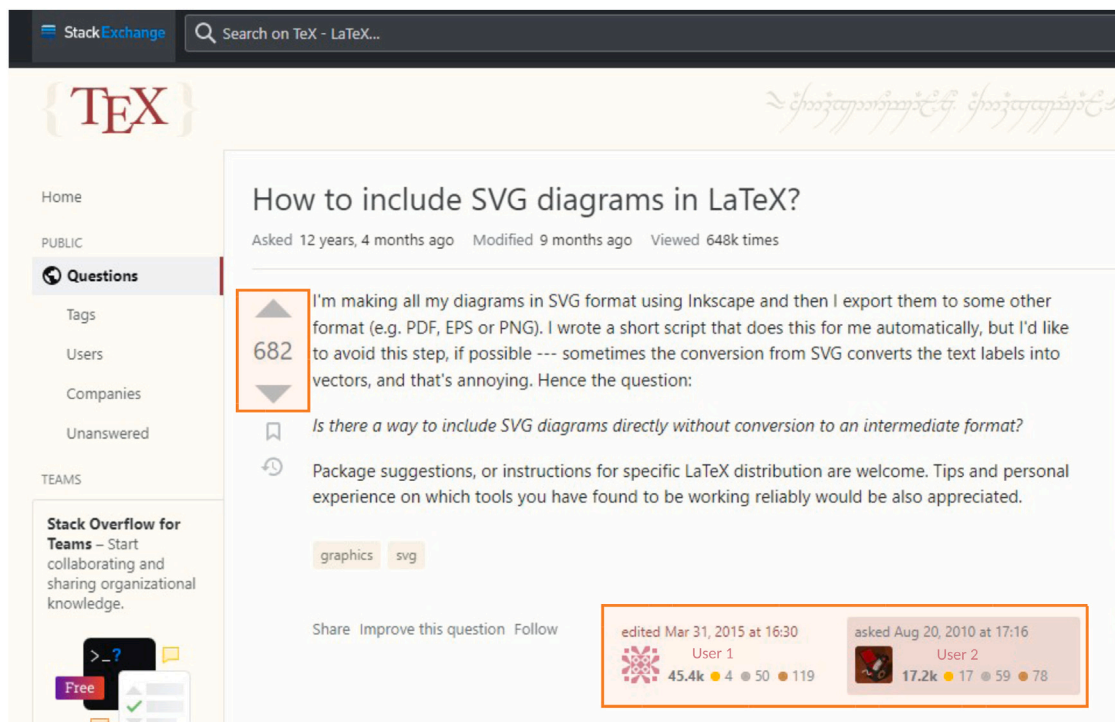 StackExchange
Search on TeX - LaTeX...
{ TEX }
Home
PUBLIC
Questions
Tags
Users
Companies
Unanswered
TEAMS
Stack Overflow for
Teams – Start
collaborating and
sharing organizational
knowledge.
>_?
Free
How to include SVG diagrams in LaTeX?
Asked 12 years, 4 months ago Modified 9 months ago Viewed 648k times
682
I'm making all my diagrams in SVG format using Inkscape and then I export them to some other
format (e.g. PDF, EPS or PNG). I wrote a short script that does this for me automatically, but I'd like
to avoid this step, if possible --- sometimes the conversion from SVG converts the text labels into
vectors, and that's annoying. Hence the question:
Is there a way to include SVG diagrams directly without conversion to an intermediate format?
Package suggestions, or instructions for specific LaTeX distribution are welcome. Tips and personal
experience on which tools you have found to be working reliably would be also appreciated.
graphics svg
Share Improve this question Follow
edited Mar 31, 2015 at 16:30
User 1
45.4k 4 50 119
asked Aug 20, 2010 at 17:16
User 2
17.2k 17 59 78